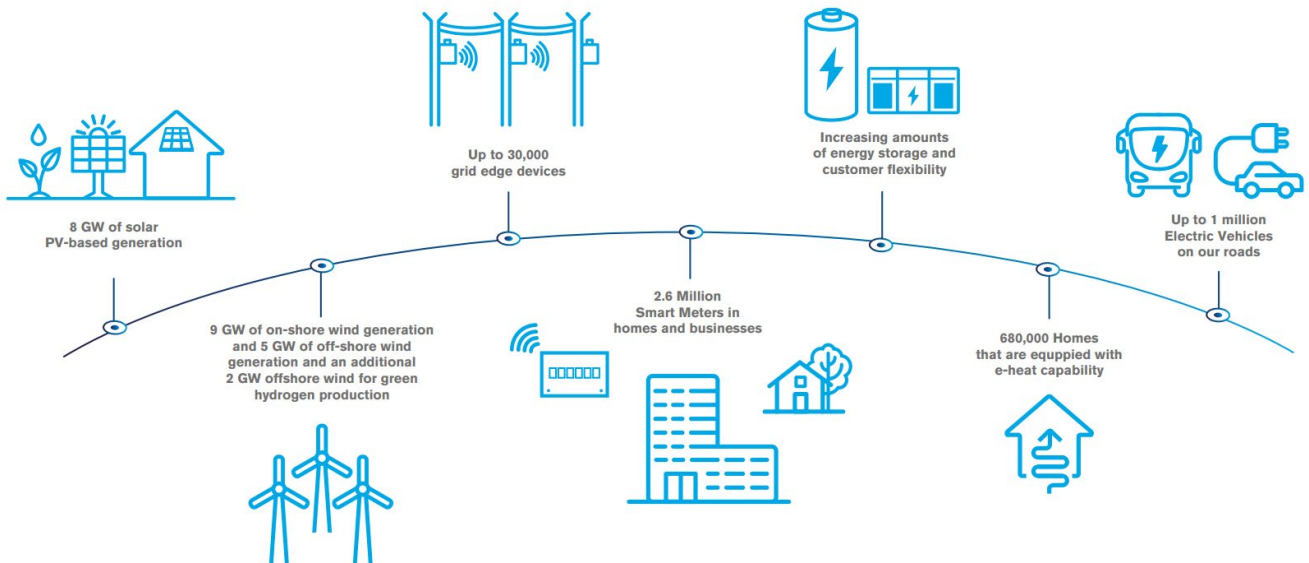 8 GW of solar
PV-based generation
9 GW of on-shore wind generation
and 5 GW of off-shore wind
generation and an additional
2 GW offshore wind for green
hydrogen production
Up to 30,000
grid edge devices
2.6 Million
Smart Meters in
homes and businesses
Increasing amounts
of energy storage and
customer flexibility
680,000 Homes
that are equppied with
e-heat capability
Up to 1 million
Electric Vehicles
on our roads